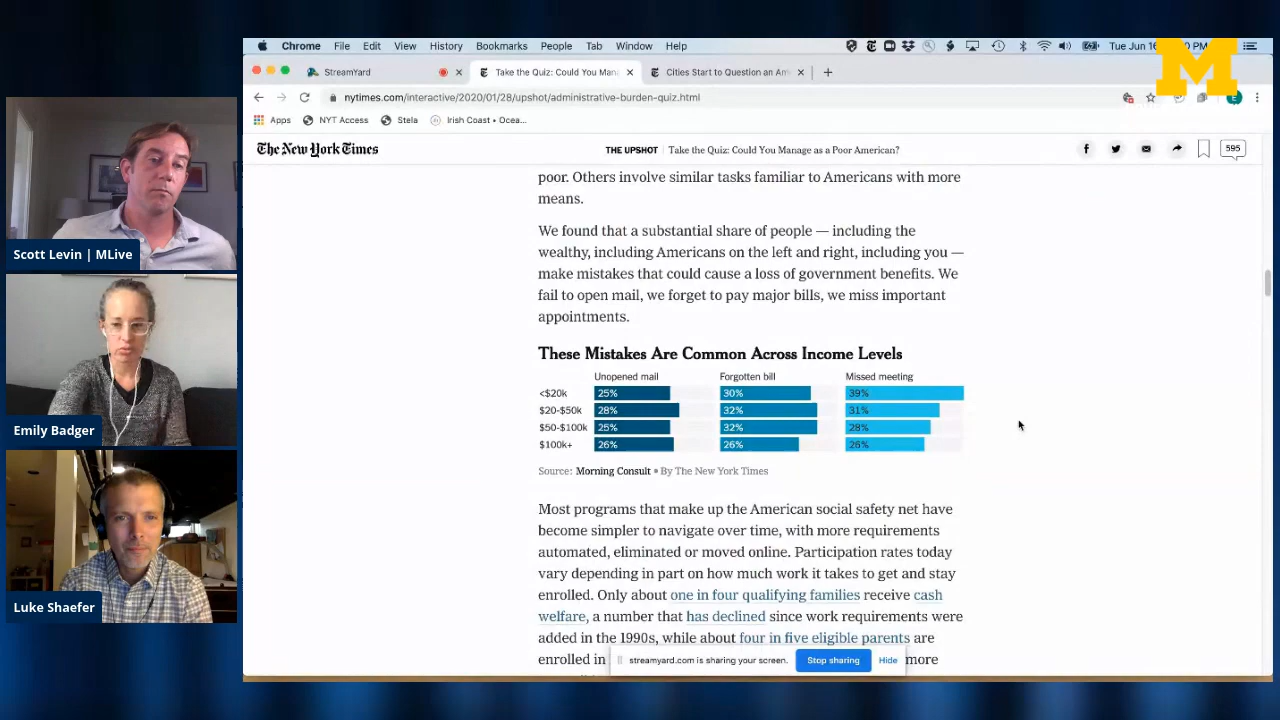 Chrome File Edit View History Bookmarks People Tab Window Help
Tue Jun 16
PM
M
StreamYard
Take the Quiz: Could You Man
Cities Start to Question an Am
nytimes.com/interactive/2020/01/28/upshot/administrative-burden-quiz.html
E
Apps NYT Access Stela Irish Coast • Ocea...
The New York Times
THE UPSHOT | Take the Quiz: Could You Manage as a Poor American?
595
poor. Others involve similar tasks familiar to Americans with more
means.
We found that a substantial share of people — including the
wealthy, including Americans on the left and right, including you —
make mistakes that could cause a loss of government benefits. We
fail to open mail, we forget to pay major bills, we miss important
appointments.
These Mistakes Are Common Across Income Levels
Unopened mail Forgotten bill Missed meeting
<$20k 25% 30% 39%
$20-$50k 28% 32% 31%
$50-$100k 25% 32% 28%
$100k+ 26% 26% 26%
Source: Morning Consult • By The New York Times
Most programs that make up the American social safety net have
become simpler to navigate over time, with more requirements
automated, eliminated or moved online. Participation rates today
vary depending in part on how much work it takes to get and stay
enrolled. Only about one in four qualifying families receive cash
welfare, a number that has declined since work requirements were
added in the 1990s, while about four in five eligible parents are
enrolled in
more
streamyard.com is sharing your screen. Stop sharing Hide
Scott Levin | MLive
Emily Badger
Luke Shaefer